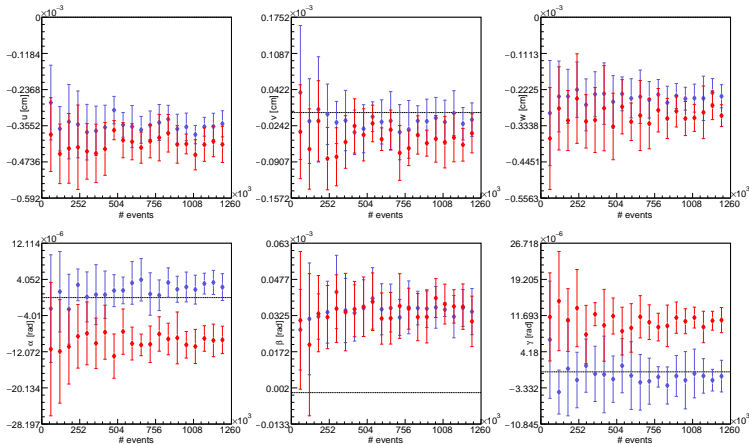 ×10⁻³
0
-0.1184
-0.2368
-0.3552
-0.4736
-0.592
u [cm]
0 252 504 756 1008 1260
×10³
# events
×10⁻³
0.1752
0.1087
0.0422
-0.0242
-0.0907
-0.1572
v [cm]
0 252 504 756 1008 1260
×10³
# events
×10⁻³
0
-0.1113
-0.2225
-0.3338
-0.4451
-0.5563
w [cm]
0 252 504 756 1008 1260
×10³
# events
×10⁻⁶
12.114
4.052
-4.01
-12.072
-20.134
-28.197
α [rad]
0 252 504 756 1008 1260
×10³
# events
×10⁻³
0.063
0.0477
0.0325
0.0172
0.002
-0.0133
β [rad]
0 252 504 756 1008 1260
×10³
# events
×10⁻⁶
26.718
19.205
11.693
4.18
-3.332
-10.845
γ [rad]
0 252 504 756 1008 1260
×10³
# events